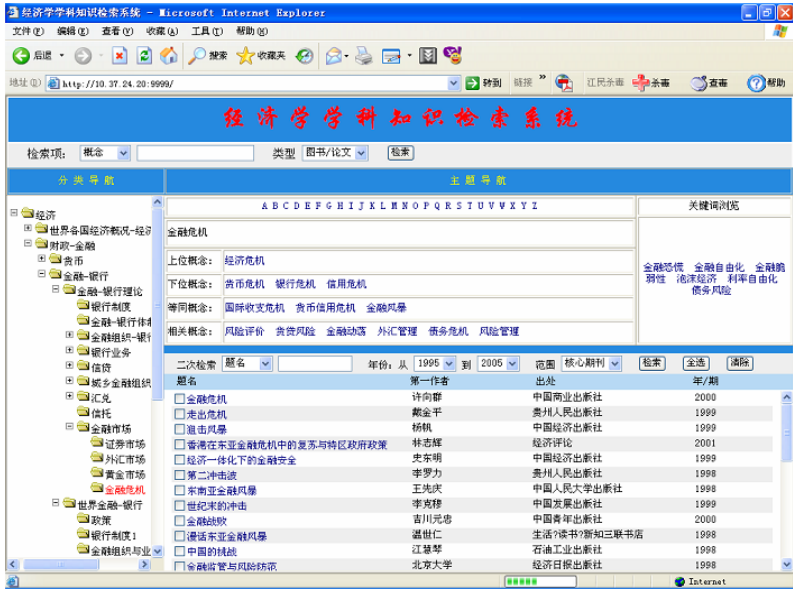 经济学学科知识检索系统 - Microsoft Internet Explorer
文件(F) 编辑(E) 查看(V) 收藏(A) 工具(T) 帮助(H)
后退 搜索 收藏夹
地址(D) http://10.37.24.20:9999/ 转到 链接 » 江民杀毒 杀毒 查毒 帮助
经济学学科知识检索系统
检索项: 概念 类型 图书/论文 检索
分类导航 主题导航
A B C D E F G H I J K L M N O P Q R S T U V W X Y Z 关键词浏览
经济
世界各国经济概况-经济
财政-金融
货币
金融-银行
金融-银行理论
银行制度
金融-银行体制
金融组织-银行
银行业务
信贷
城乡金融组织
汇兑
信托
金融市场
证券市场
外汇市场
黄金市场
金融危机
世界金融-银行
政策
银行制度1
金融组织与业
金融危机
上位概念: 经济危机
下位概念: 货币危机 银行危机 信用危机
等同概念: 国际收支危机 货币信用危机 金融风暴
相关概念: 风险评价 贵贷风险 金融动荡 外汇管理 债务危机 风险管理
金融恐慌 金融自由化 金融脆
弱性 泡沫经济 利率自由化
债务风险
二次检索 题名 年份: 从 1995 到 2005 范围 核心期刊 检索 全选 清除
题名 第一作者 出处 年/期
金融危机 许向群 中国商业出版社 2000
走出危机 戴金平 贵州人民出版社 1999
狙击风暴 杨帆 中国经济出版社 1999
香港在东亚金融危机中的复苏与特区政府政策 林志辉 经济评论 2001
经济一体化下的金融安全 史东明 中国经济出版社 1999
第二冲击波 李罗力 贵州人民出版社 1998
东南亚金融风暴 王先庆 中国人民大学出版社 1998
世纪末的冲击 李克穆 中国发展出版社 1999
金融战败 吉川元忠 中国青年出版社 2000
漫话东亚金融风暴 温世仁 生活?读书?新知三联书店 1998
中国的挑战 江慧琴 石油工业出版社 1998
金融监管与风险防范 北京大学 经济日报出版社 1998
Internet